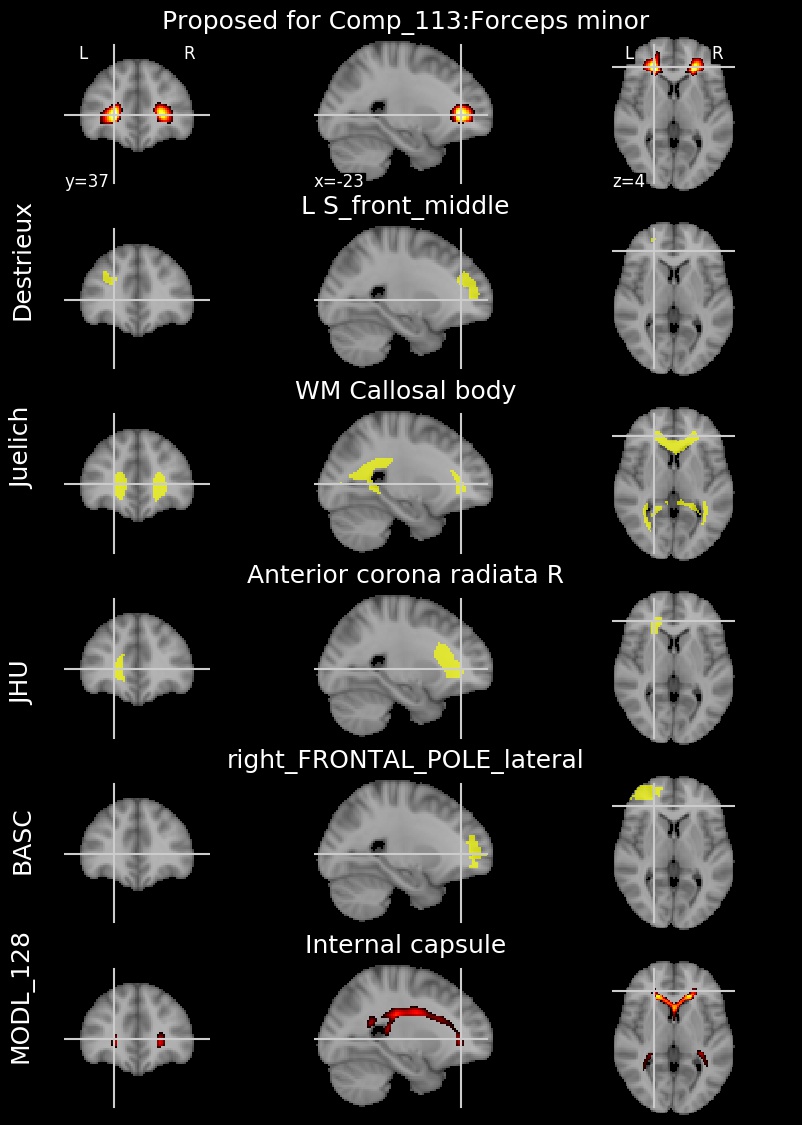 Proposed for Comp_113:Forceps minor
L R
L R
y=37
x=-23
z=4
Destrieux
L S_front_middle
Juelich
WM Callosal body
JHU
Anterior corona radiata R
BASC
right_FRONTAL_POLE_lateral
MODL_128
Internal capsule